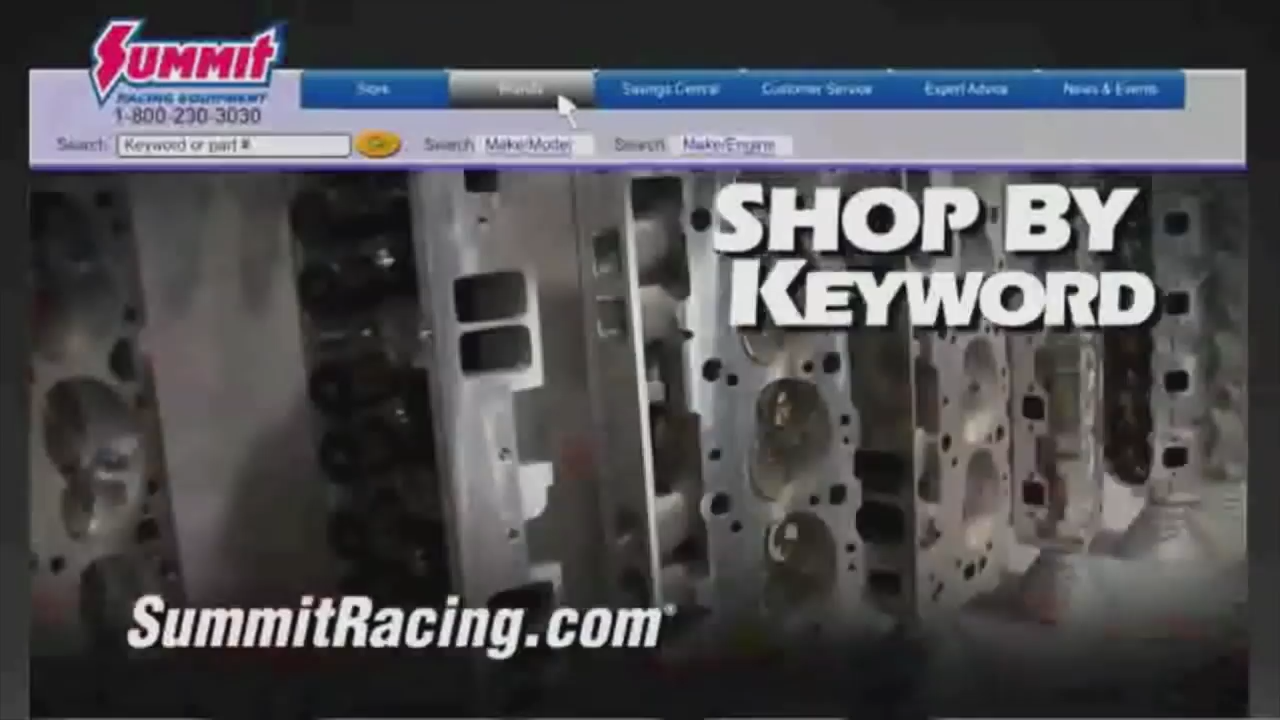 SUMMIT
RACING EQUIPMENT
1-800-230-3030
Store Brands Savings Central Customer Service Expert Advice News & Events
Search: Keyword or part # Go Search: Make/Model Search: Make/Engine
SHOP BY
KEYWORD
SummitRacing.com®